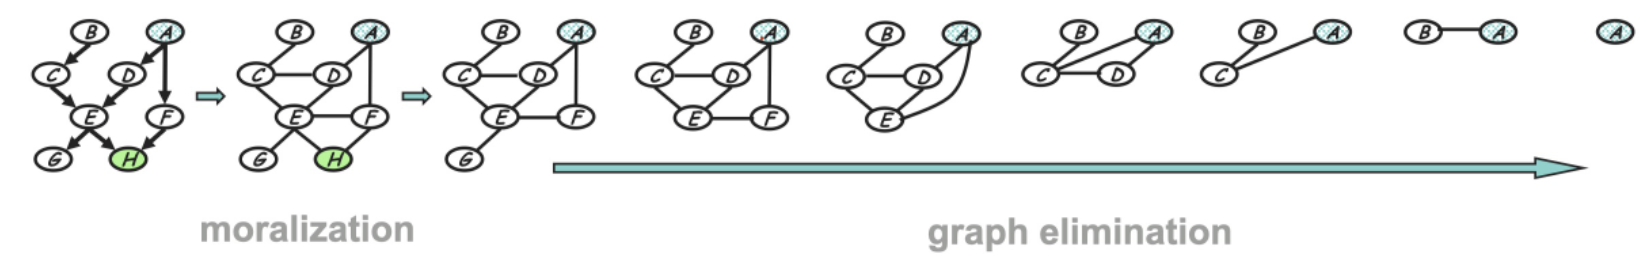 B A B A B A B A B A B A B A B A A
C D C D C D C D C D C D C
E F E F E F E F E
G H G H G
moralization
graph elimination